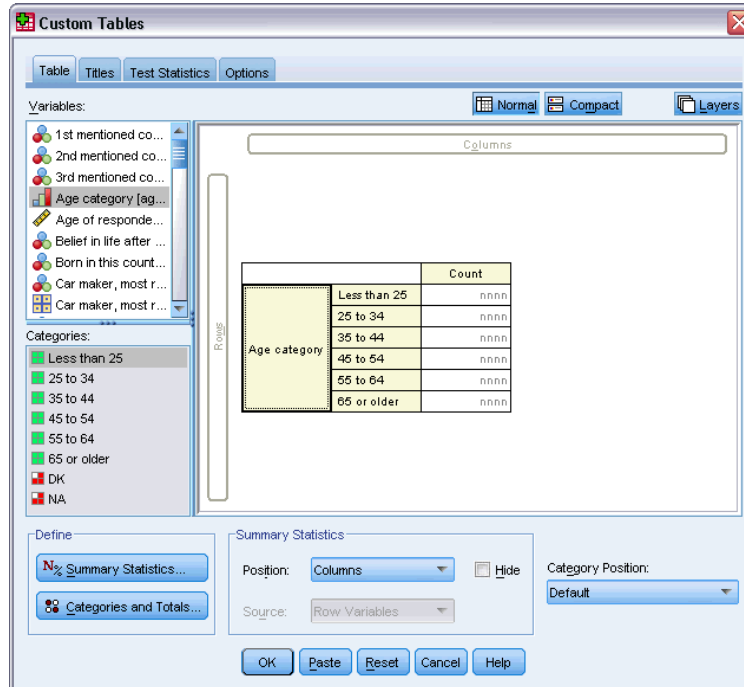 Custom Tables
Table Titles Test Statistics Options
Variables:
Normal Compact Layers
1st mentioned co...
2nd mentioned co...
3rd mentioned co...
Age category [ag...
Age of responde...
Belief in life after ...
Born in this count...
Car maker, most r...
Car maker, most r...
Categories:
Less than 25
25 to 34
35 to 44
45 to 54
55 to 64
65 or older
DK
NA
Columns
Rows
Count
Age category
Less than 25 nnnn
25 to 34 nnnn
35 to 44 nnnn
45 to 54 nnnn
55 to 64 nnnn
65 or older nnnn
Define
N% Summary Statistics...
Categories and Totals...
Summary Statistics
Position: Columns Hide
Source: Row Variables
Category Position:
Default
OK Paste Reset Cancel Help